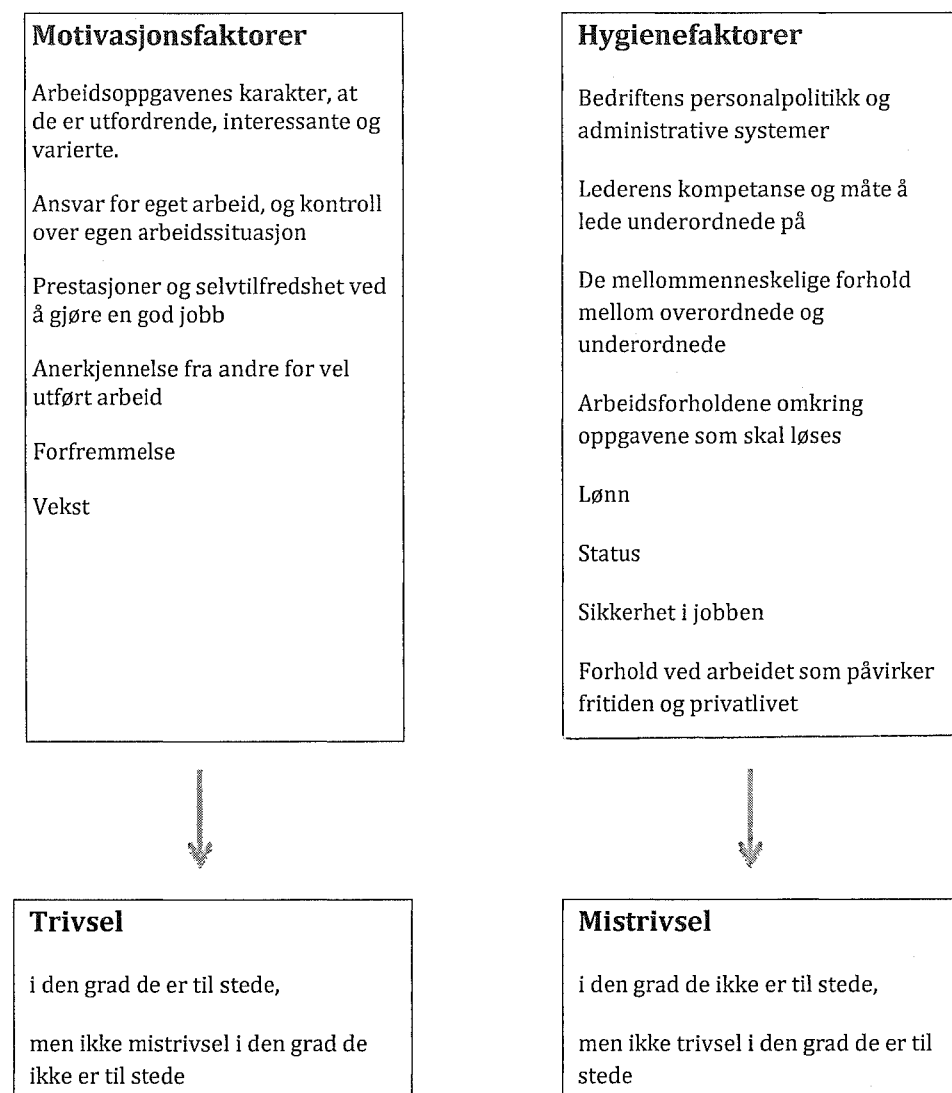 Motivasjonsfaktorer
Arbeidsoppgavenes karakter, at
de er utfordrende, interessante og
varierte.
Ansvar for eget arbeid, og kontroll
over egen arbeidssituasjon
Prestasjoner og selvtilfredshet ved
å gjøre en god jobb
Anerkjennelse fra andre for vel
utført arbeid
Forfremmelse
Vekst
Hygienefaktorer
Bedriftens personalpolitikk og
administrative systemer
Lederens kompetanse og måte å
lede underordnede på
De mellommenneskelige forhold
mellom overordnede og
underordnede
Arbeidsforholdene omkring
oppgavene som skal løses
Lønn
Status
Sikkerhet i jobben
Forhold ved arbeidet som påvirker
fritiden og privatlivet
Trivsel
i den grad de er til stede,
men ikke mistrivsel i den grad de
ikke er til stede
Mistrivsel
i den grad de ikke er til stede,
men ikke trivsel i den grad de er til
stede